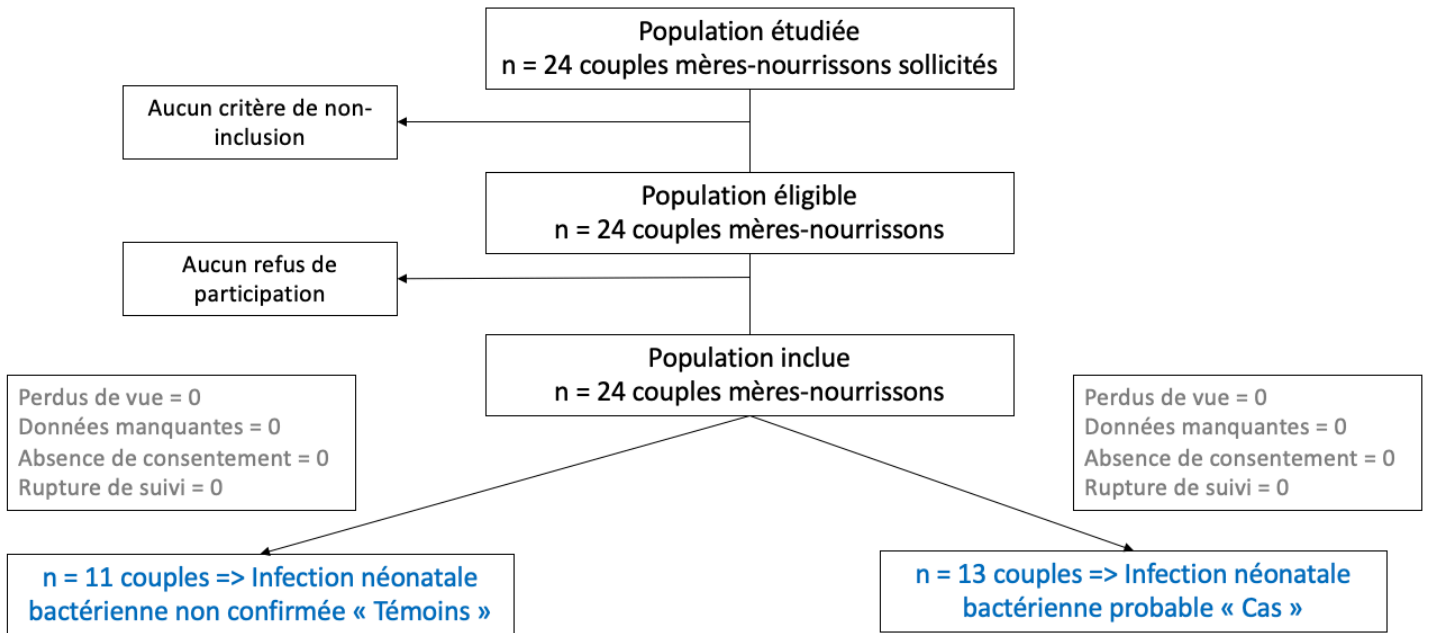 Population étudiée
n = 24 couples mères-nourrissons sollicités
Aucun critère de non-
inclusion
Population éligible
n = 24 couples mères-nourrissons
Aucun refus de
participation
Population inclue
n = 24 couples mères-nourrissons
Perdus de vue = 0
Données manquantes = 0
Absence de consentement = 0
Rupture de suivi = 0
Perdus de vue = 0
Données manquantes = 0
Absence de consentement = 0
Rupture de suivi = 0
n = 11 couples => Infection néonatale
bactérienne non confirmée « Témoins »
n = 13 couples => Infection néonatale
bactérienne probable « Cas »